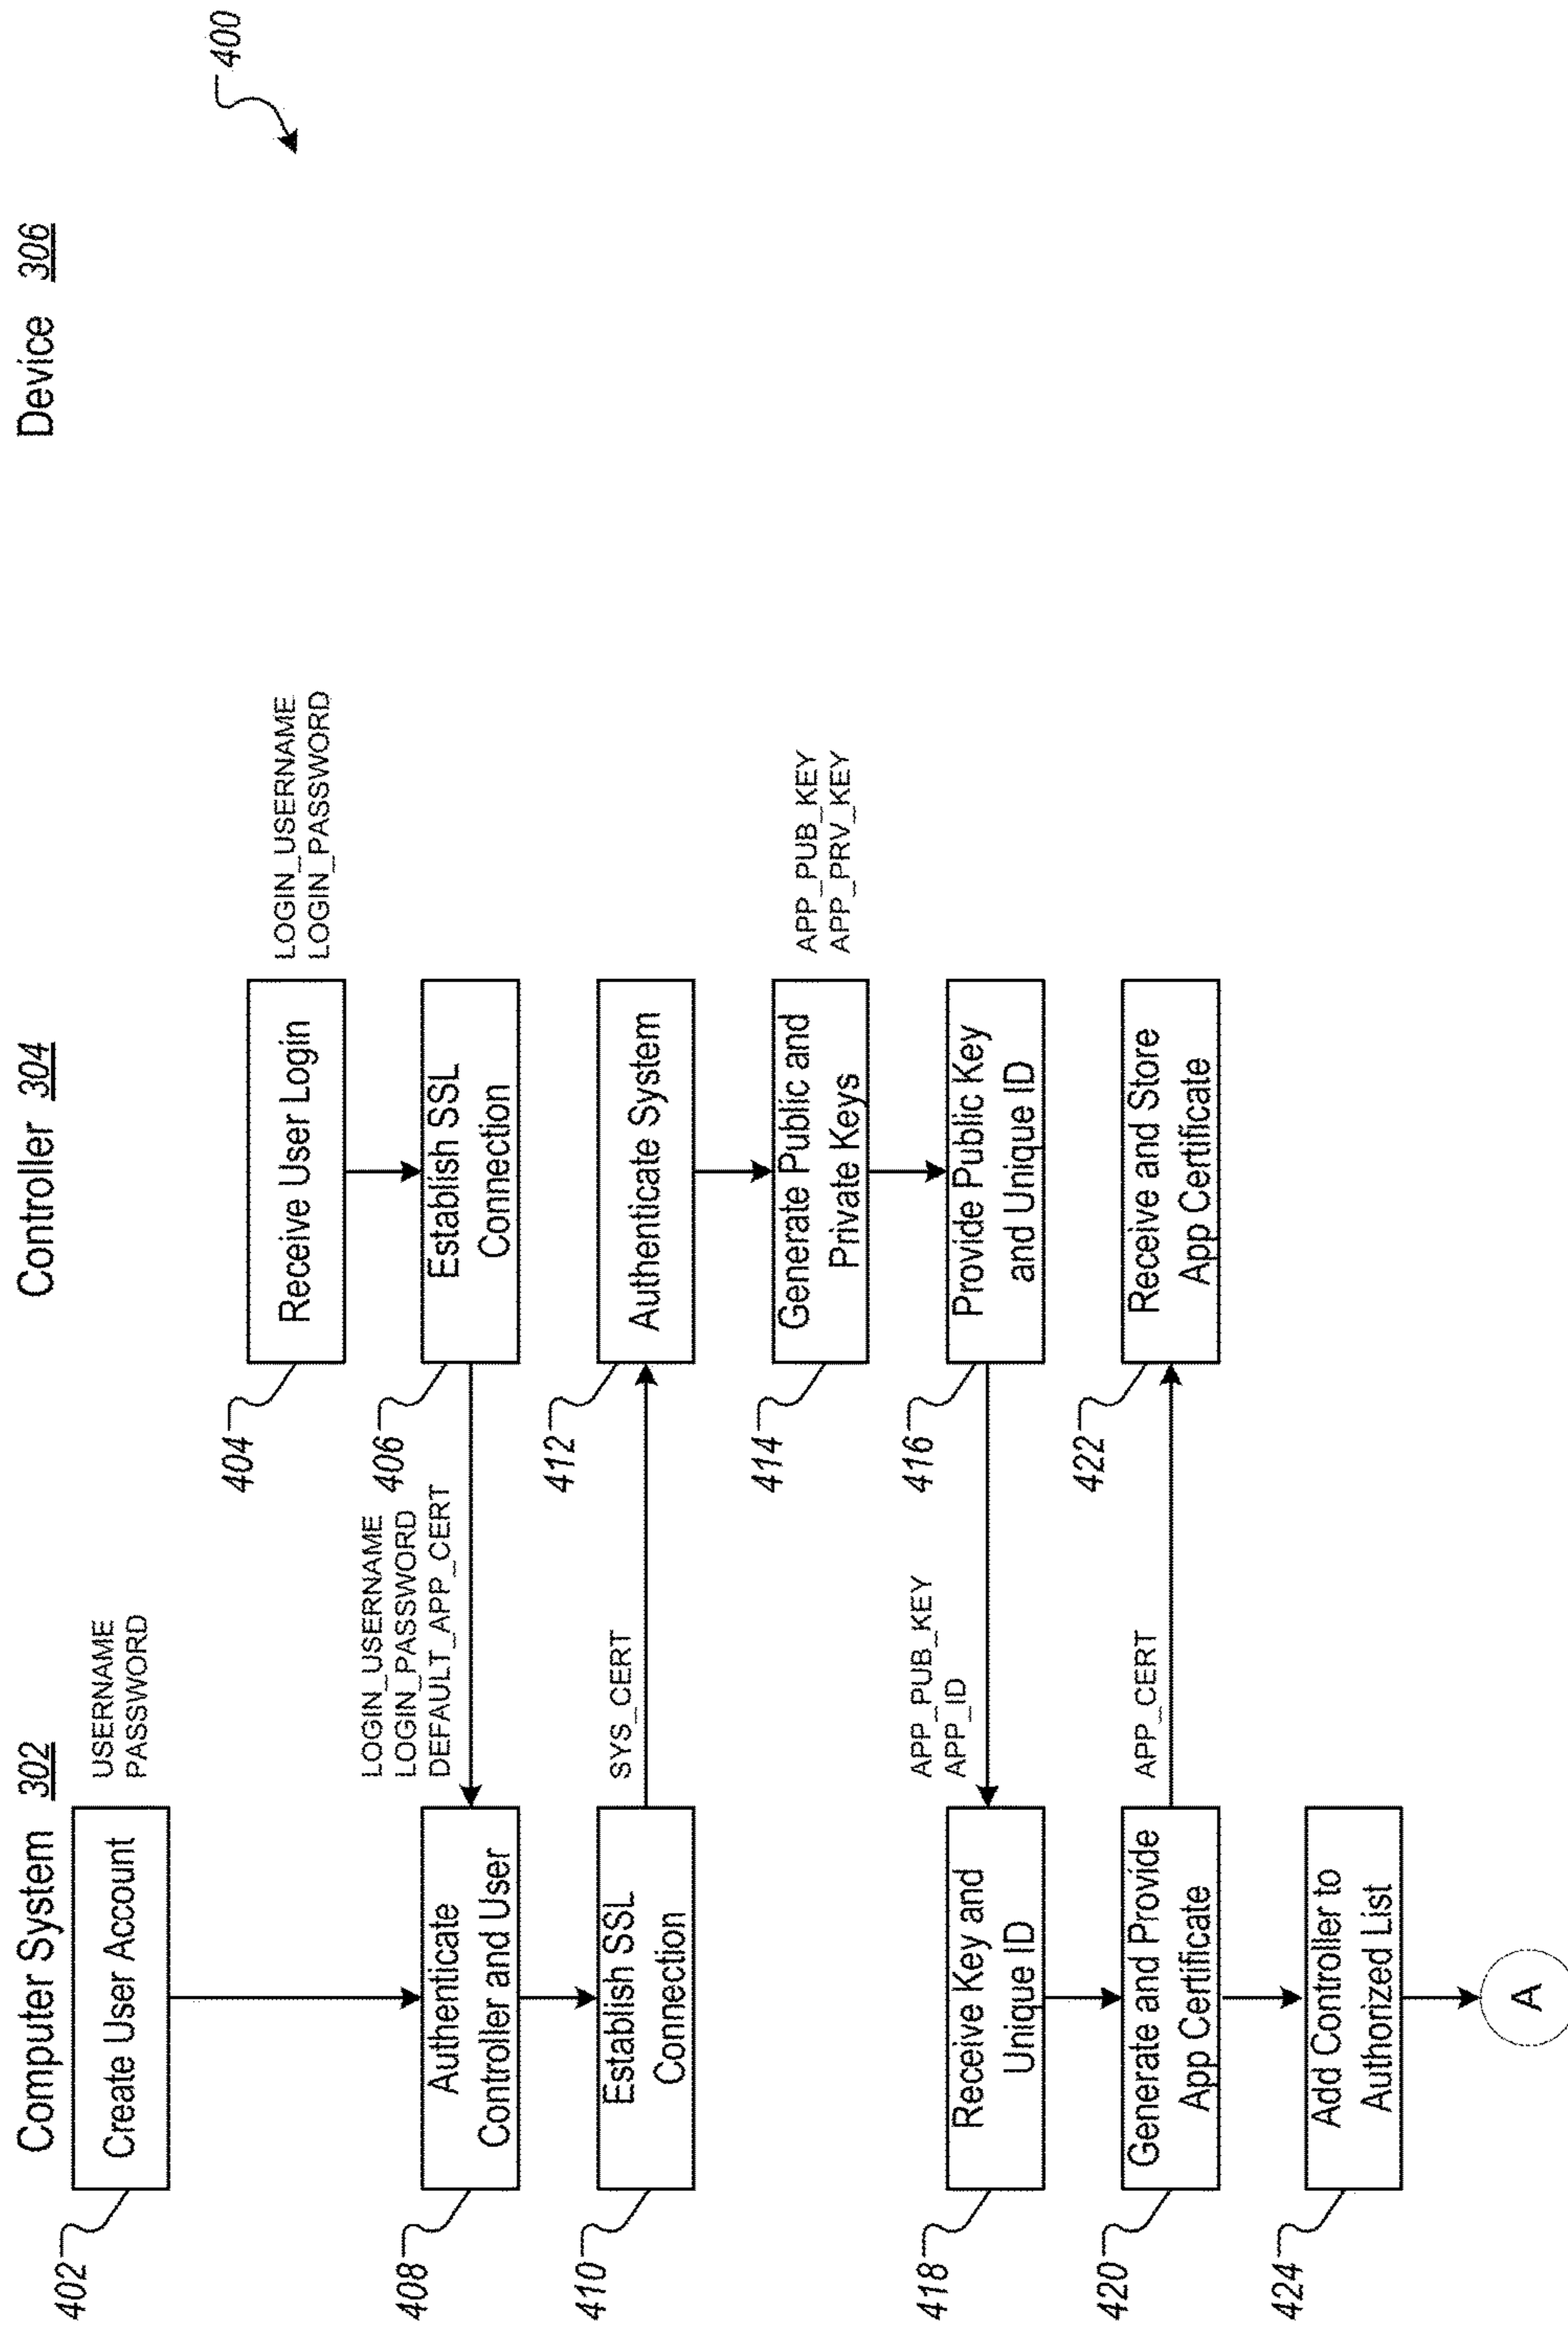 Computer System 302
Controller 304
Device 306
400
402
Create User Account
USERNAME
PASSWORD
404
Receive User Login
LOGIN_USERNAME
LOGIN_PASSWORD
406
Establish SSL
Connection
LOGIN_USERNAME
LOGIN_PASSWORD
DEFAULT_APP_CERT
408
Authenticate
Controller and User
410
Establish SSL
Connection
SYS_CERT
412
Authenticate System
414
Generate Public and
Private Keys
APP_PUB_KEY
APP_PRV_KEY
416
Provide Public Key
and Unique ID
APP_PUB_KEY
APP_ID
418
Receive Key and
Unique ID
420
Generate and Provide
App Certificate
APP_CERT
422
Receive and Store
App Certificate
424
Add Controller to
Authorized List
A